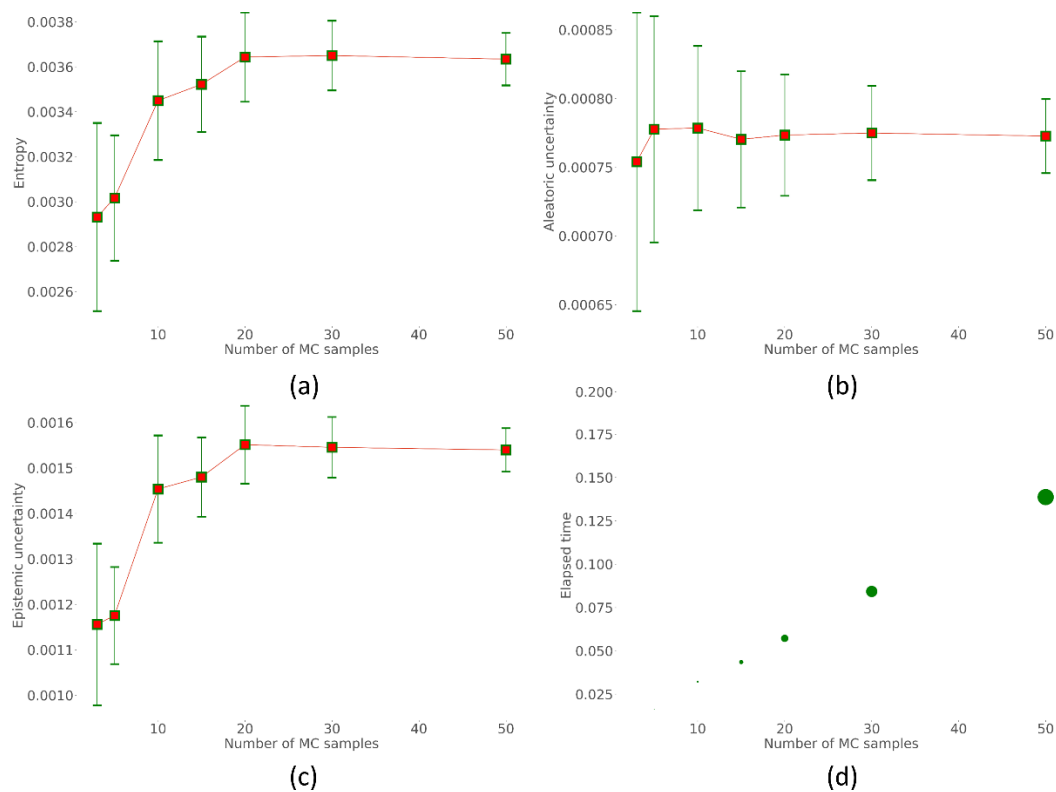 0.0038
0.0036
0.0034
0.0032
0.0030
0.0028
0.0026
Entropy
10 20 30 40 50
Number of MC samples
(a)
0.00085
0.00080
0.00075
0.00070
0.00065
Aleatoric uncertainty
10 20 30 40 50
Number of MC samples
(b)
0.0016
0.0015
0.0014
0.0013
0.0012
0.0011
0.0010
Epistemic uncertainty
10 20 30 40 50
Number of MC samples
(c)
0.200
0.175
0.150
0.125
0.100
0.075
0.050
0.025
Elapsed time
10 20 30 40 50
Number of MC samples
(d)